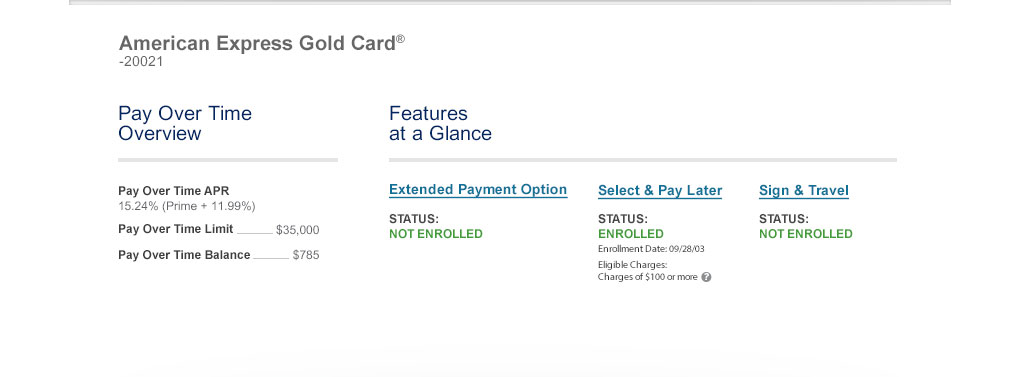 American Express Gold Card®
-20021
Pay Over Time
Overview
Pay Over Time APR
15.24% (Prime + 11.99%)
Pay Over Time Limit $35,000
Pay Over Time Balance $785
Features
at a Glance
Extended Payment Option
STATUS:
NOT ENROLLED
Select & Pay Later
STATUS:
ENROLLED
Enrollment Date: 09/28/03
Eligible Charges:
Charges of $100 or more ?
Sign & Travel
STATUS:
NOT ENROLLED